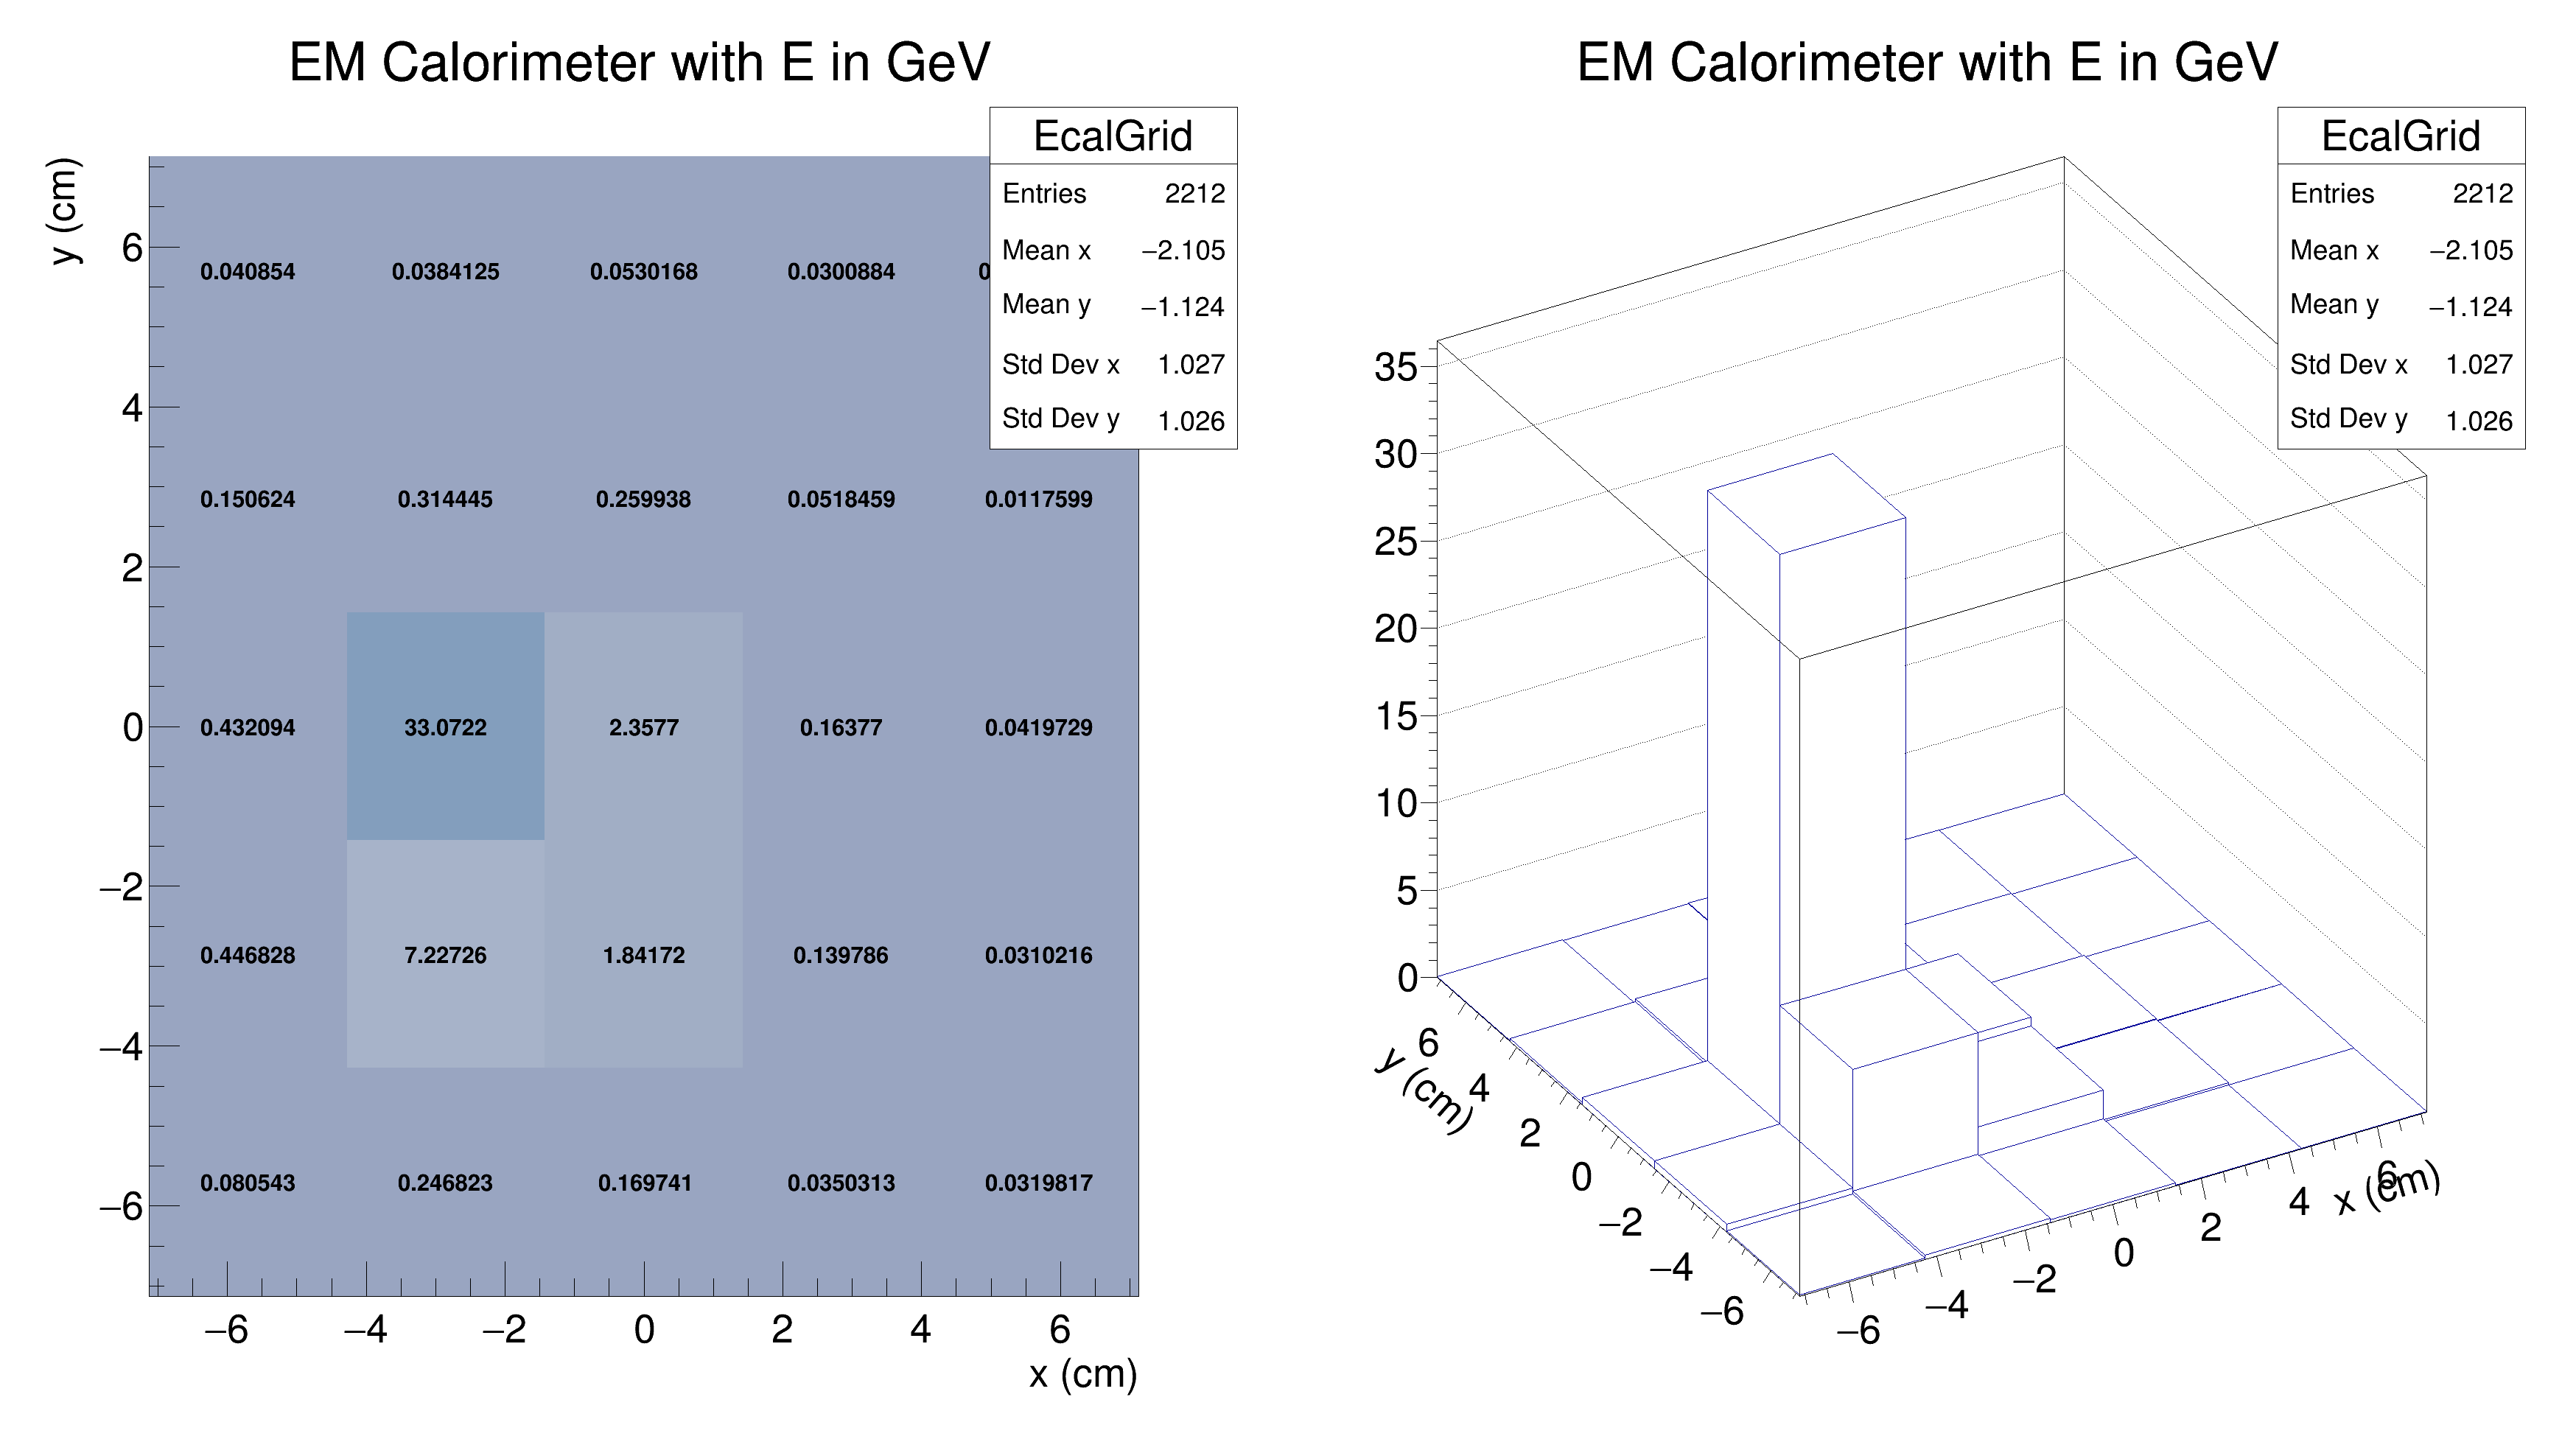 EM Calorimeter with E in GeV
EcalGrid
Entries 2212
Mean x −2.105
Mean y −1.124
Std Dev x 1.027
Std Dev y 1.026
y (cm)
6
4
2
0
−2
−4
−6
0.040854 0.0384125 0.0530168 0.0300884
0.150624 0.314445 0.259938 0.0518459 0.0117599
0.432094 33.0722 2.3577 0.16377 0.0419729
0.446828 7.22726 1.84172 0.139786 0.0310216
0.080543 0.246823 0.169741 0.0350313 0.0319817
−6 −4 −2 0 2 4 6
x (cm)
EM Calorimeter with E in GeV
EcalGrid
Entries 2212
Mean x −2.105
Mean y −1.124
Std Dev x 1.027
Std Dev y 1.026
35
30
25
20
15
10
5
0
y (cm)
6
4
2
0
−2
−4
−6
−6
−4
−2
0
2
4
6
x (cm)